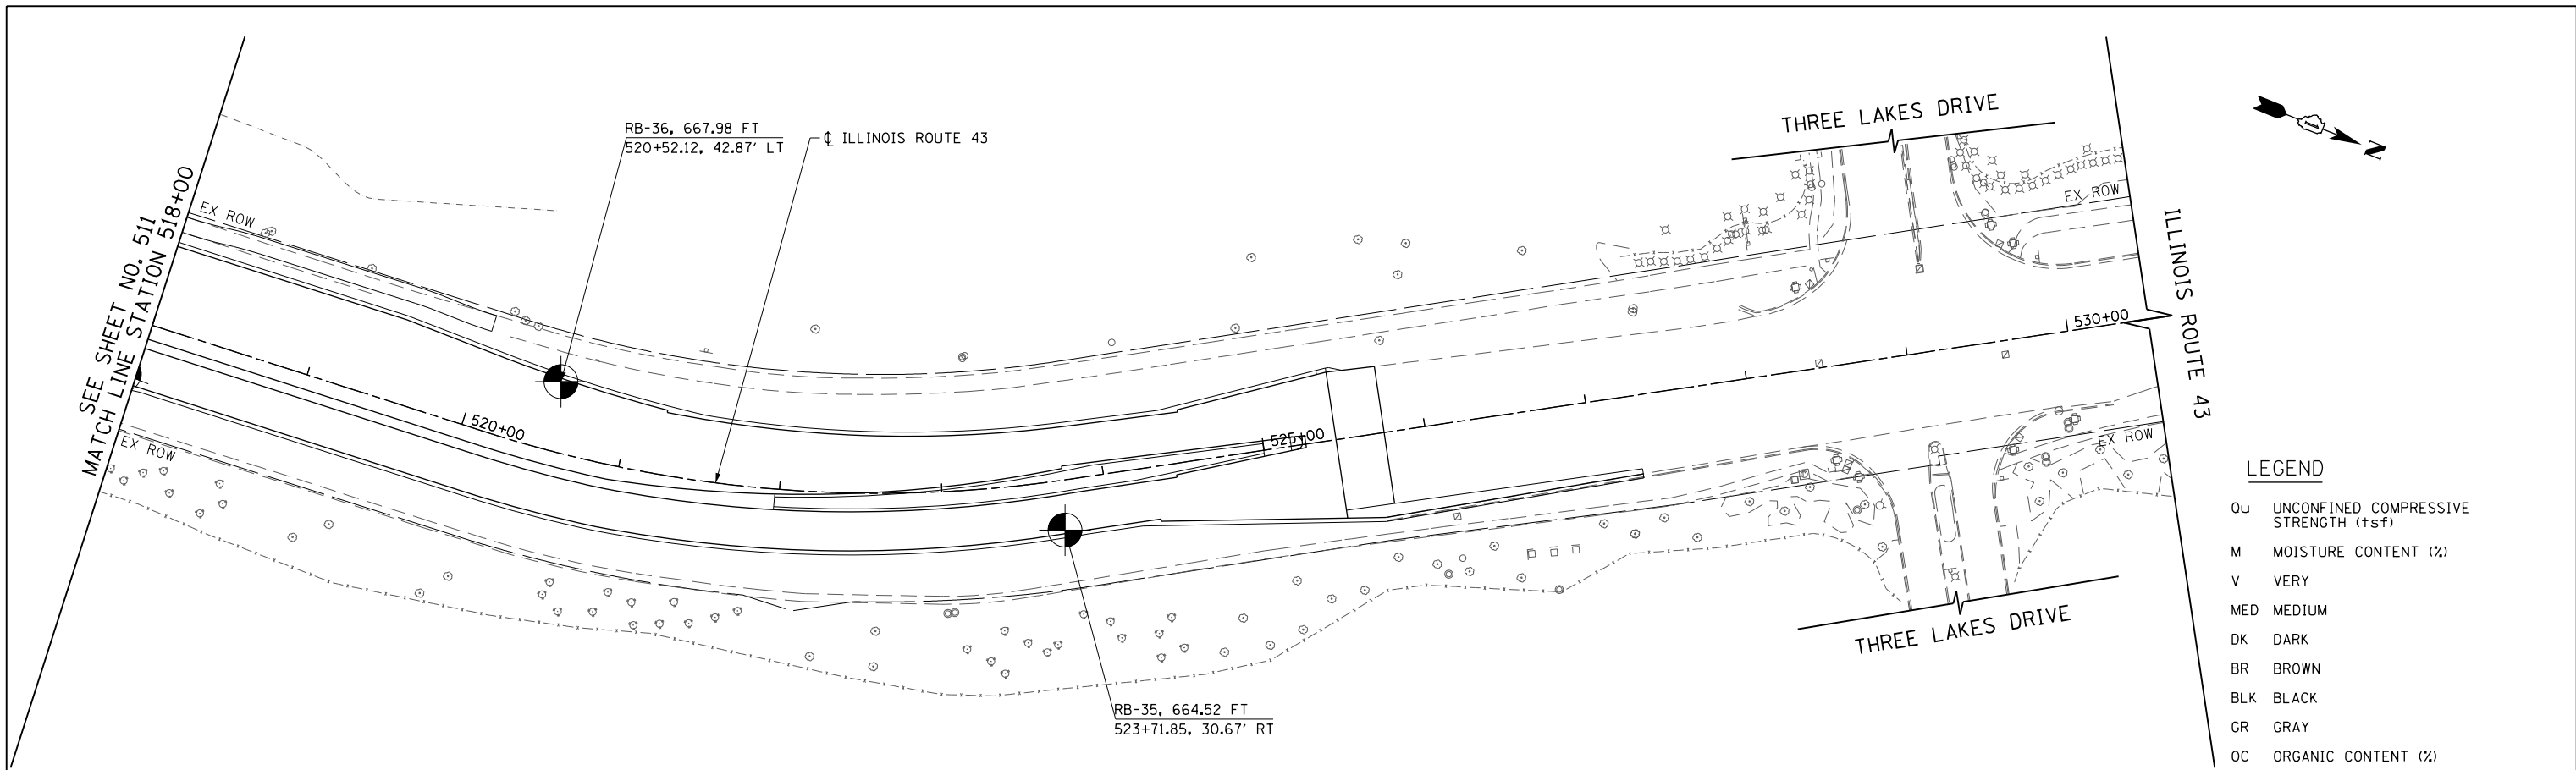 SEE SHEET NO. 511
MATCH LINE STATION 518+00
EX ROW
EX ROW
RB-36, 667.98 FT
520+52.12, 42.87' LT
℄ ILLINOIS ROUTE 43
520+00
525+00
RB-35, 664.52 FT
523+71.85, 30.67' RT
THREE LAKES DRIVE
EX ROW
530+00
EX ROW
THREE LAKES DRIVE
ILLINOIS ROUTE 43
N
LEGEND
Qu UNCONFINED COMPRESSIVE
STRENGTH (tsf)
M MOISTURE CONTENT (%)
V VERY
MED MEDIUM
DK DARK
BR BROWN
BLK BLACK
GR GRAY
OC ORGANIC CONTENT (%)